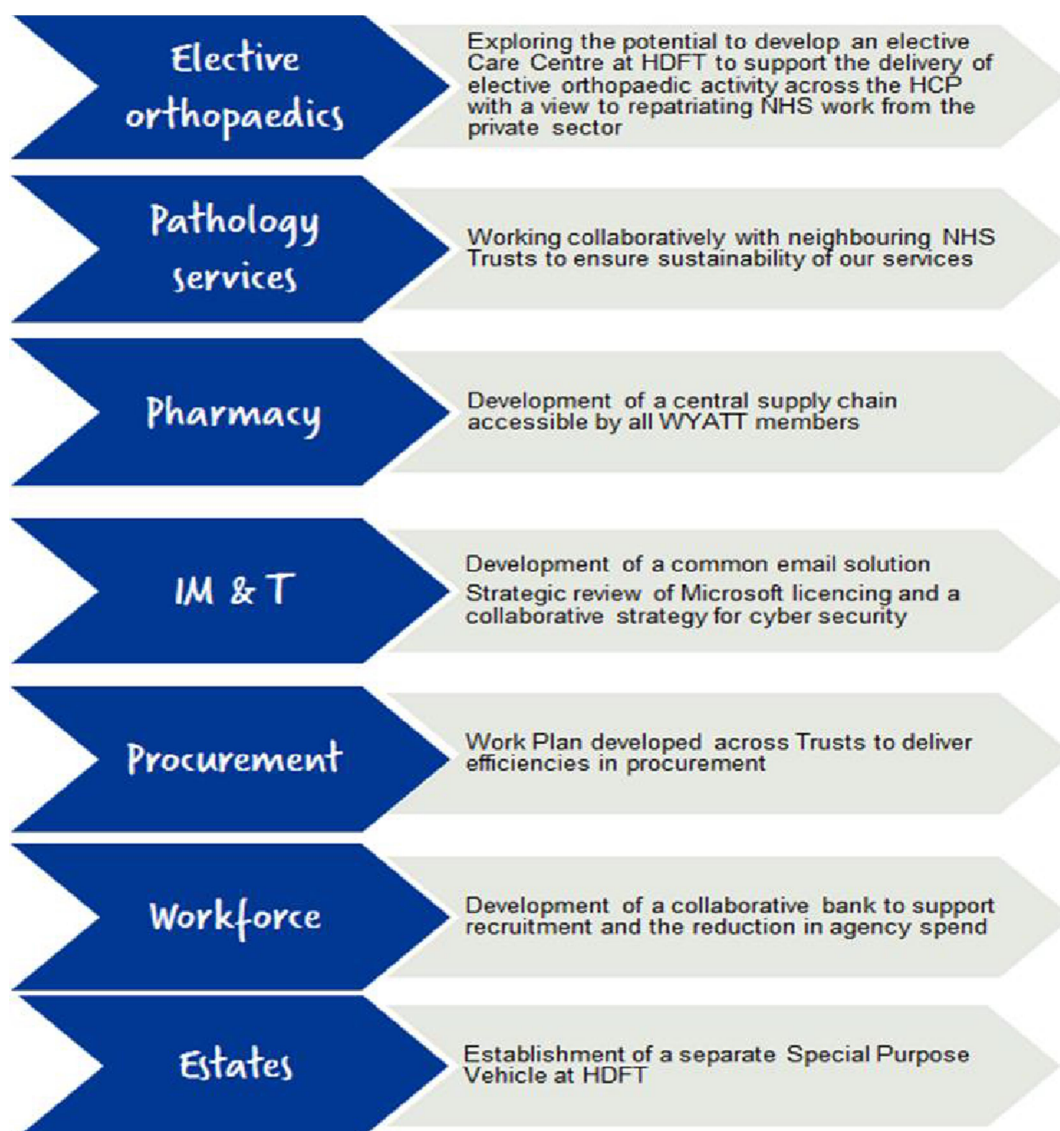 Elective
orthopaedics
Exploring the potential to develop an elective
Care Centre at HDFT to support the delivery of
elective orthopaedic activity across the HCP
with a view to repatriating NHS work from the
private sector
Pathology
services
Working collaboratively with neighbouring NHS
Trusts to ensure sustainability of our services
Pharmacy
Development of a central supply chain
accessible by all WYATT members
IM & T
Development of a common email solution
Strategic review of Microsoft licencing and a
collaborative strategy for cyber security
Procurement
Work Plan developed across Trusts to deliver
efficiencies in procurement
Workforce
Development of a collaborative bank to support
recruitment and the reduction in agency spend
Estates
Establishment of a separate Special Purpose
Vehicle at HDFT